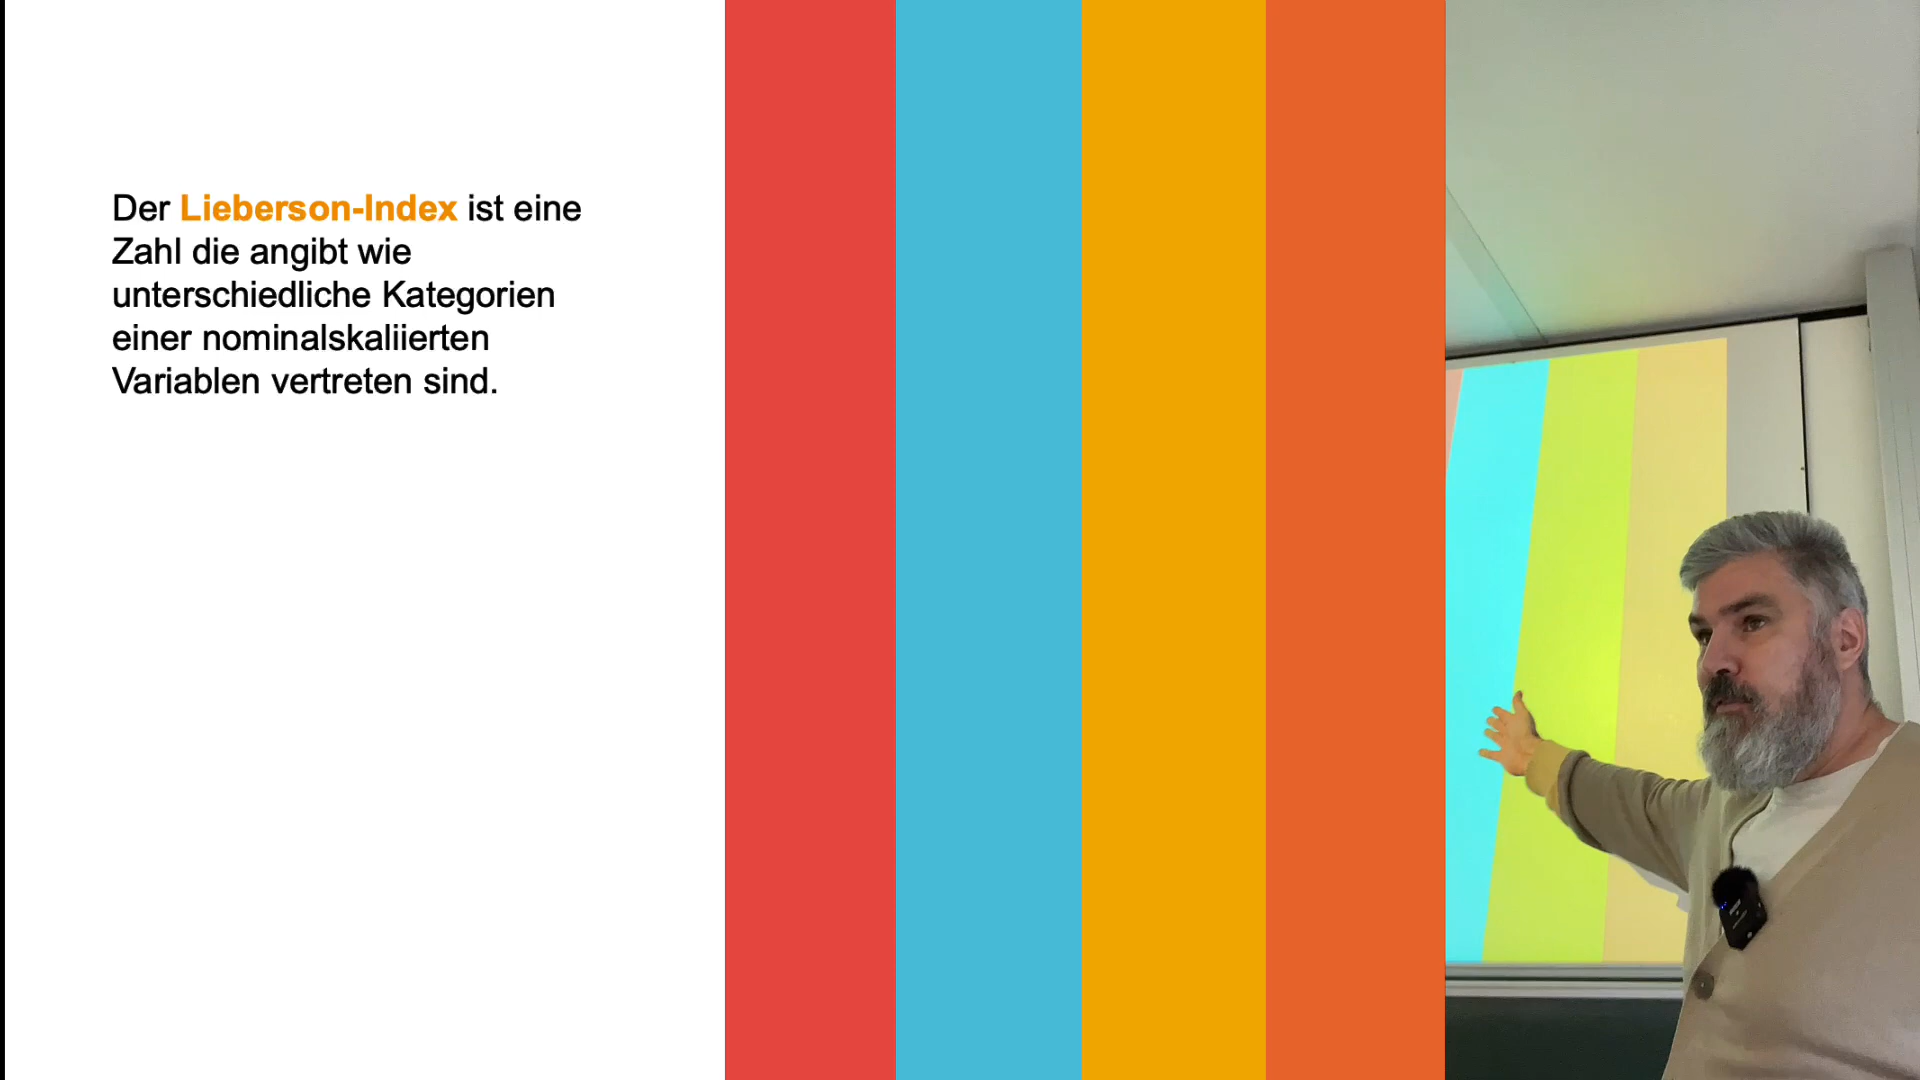 Der Lieberson-Index ist eine
Zahl die angibt wie
unterschiedliche Kategorien
einer nominalskaliierten
Variablen vertreten sind.